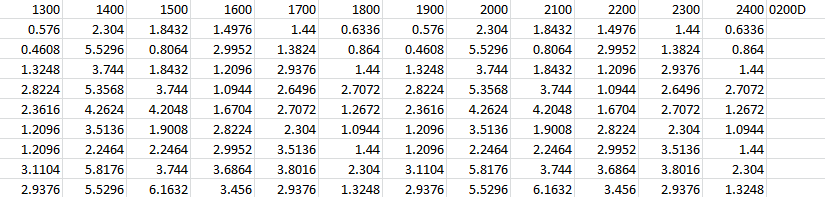 1300 1400 1500 1600 1700 1800 1900 2000 2100 2200 2300 2400 0200D
0.576 2.304 1.8432 1.4976 1.44 0.6336 0.576 2.304 1.8432 1.4976 1.44 0.6336
0.4608 5.5296 0.8064 2.9952 1.3824 0.864 0.4608 5.5296 0.8064 2.9952 1.3824 0.864
1.3248 3.744 1.8432 1.2096 2.9376 1.44 1.3248 3.744 1.8432 1.2096 2.9376 1.44
2.8224 5.3568 3.744 1.0944 2.6496 2.7072 2.8224 5.3568 3.744 1.0944 2.6496 2.7072
2.3616 4.2624 4.2048 1.6704 2.7072 1.2672 2.3616 4.2624 4.2048 1.6704 2.7072 1.2672
1.2096 3.5136 1.9008 2.8224 2.304 1.0944 1.2096 3.5136 1.9008 2.8224 2.304 1.0944
1.2096 2.2464 2.2464 2.9952 3.5136 1.44 1.2096 2.2464 2.2464 2.9952 3.5136 1.44
3.1104 5.8176 3.744 3.6864 3.8016 2.304 3.1104 5.8176 3.744 3.6864 3.8016 2.304
2.9376 5.5296 6.1632 3.456 2.9376 1.3248 2.9376 5.5296 6.1632 3.456 2.9376 1.3248